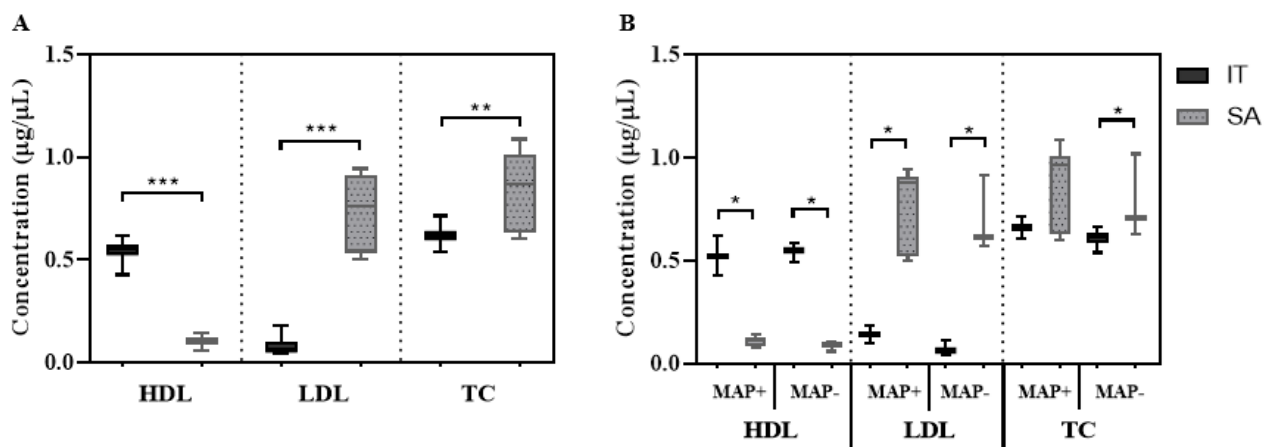 A
Concentration (µg/µL)
1.5
1.0
0.5
0.0
***
***
**
HDL LDL TC
B
Concentration (µg/µL)
1.5
1.0
0.5
0.0
*
*
*
*
*
MAP+ MAP- MAP+ MAP- MAP+ MAP-
HDL LDL TC
IT
SA